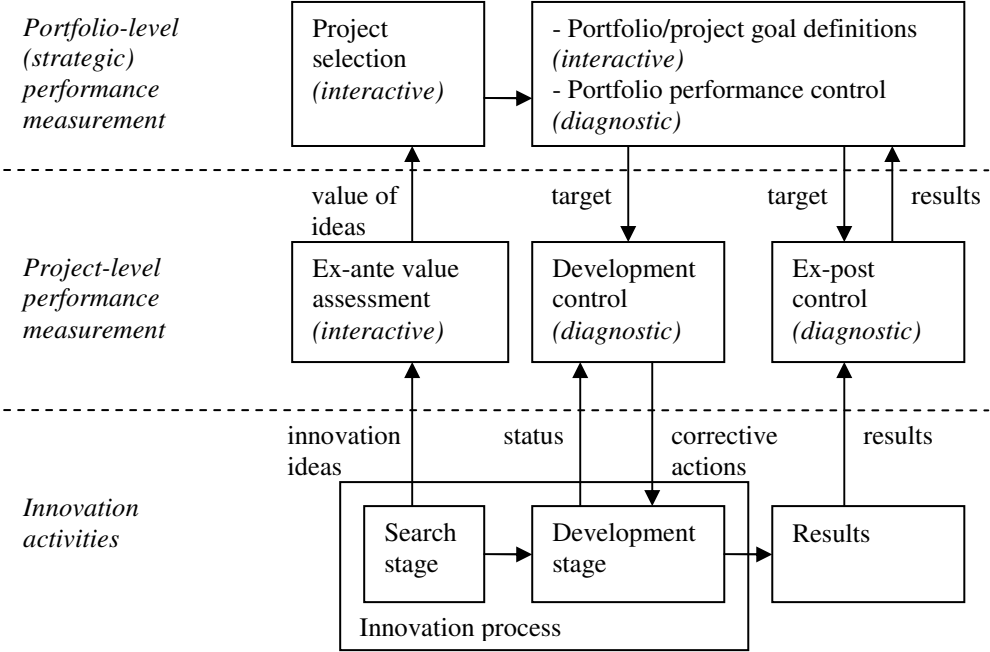 Portfolio-level
(strategic)
performance
measurement
Project
selection
(interactive)
- Portfolio/project goal definitions
(interactive)
- Portfolio performance control
(diagnostic)
value of
ideas
target
target
results
Project-level
performance
measurement
Ex-ante value
assessment
(interactive)
Development
control
(diagnostic)
Ex-post
control
(diagnostic)
innovation
ideas
status
corrective
actions
results
Innovation
activities
Search
stage
Development
stage
Results
Innovation process